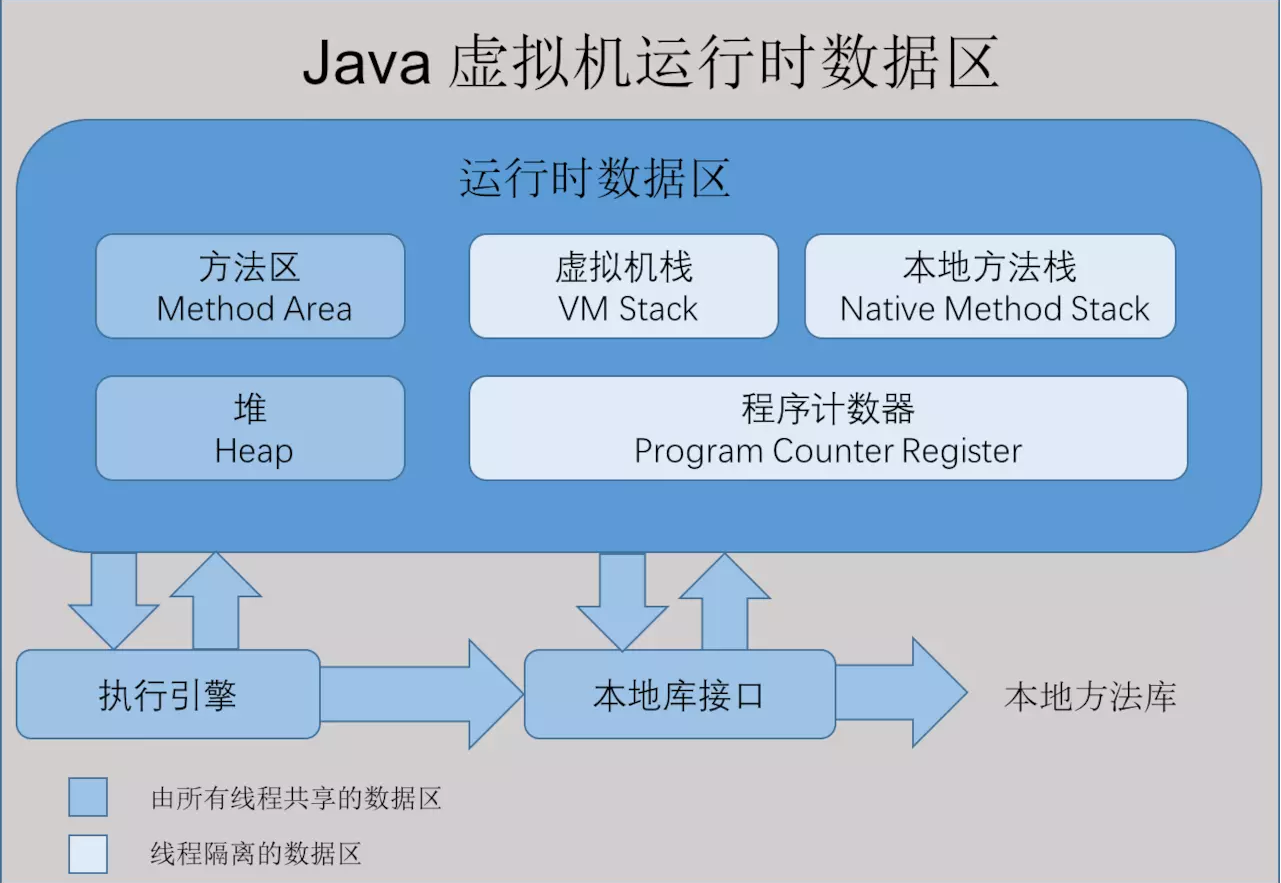 Java 虚拟机运行时数据区
运行时数据区
方法区
Method Area
虚拟机栈
VM Stack
本地方法栈
Native Method Stack
堆
Heap
程序计数器
Program Counter Register
执行引擎
本地库接口
本地方法库
由所有线程共享的数据区
线程隔离的数据区